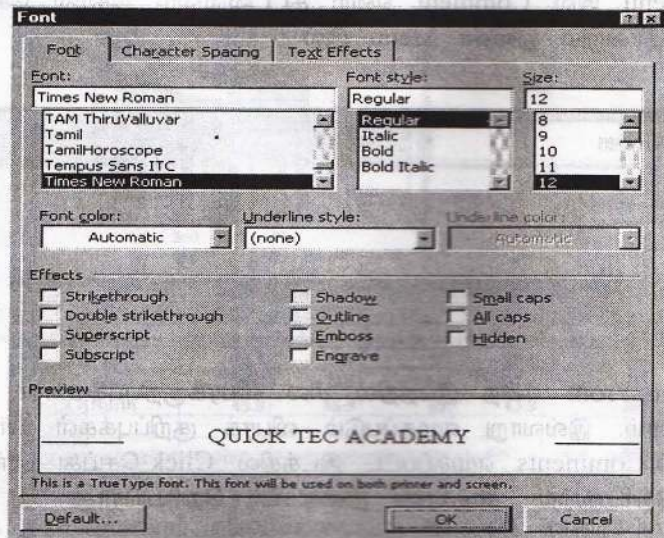 Font
Font Character Spacing Text Effects
Font: Font style: Size:
Times New Roman Regular 12
TAM ThiruValluvar Regular 8
Tamil Italic 9
TamilHoroscope Bold 10
Tempus Sans ITC Bold Italic 11
Times New Roman 12
Font color: Underline style: Underline color:
Automatic (none) Automatic
Effects
Strikethrough Shadow Small caps
Double strikethrough Outline All caps
Superscript Emboss Hidden
Subscript Engrave
Preview
QUICK TEC ACADEMY
This is a TrueType font. This font will be used on both printer and screen.
Default... OK Cancel